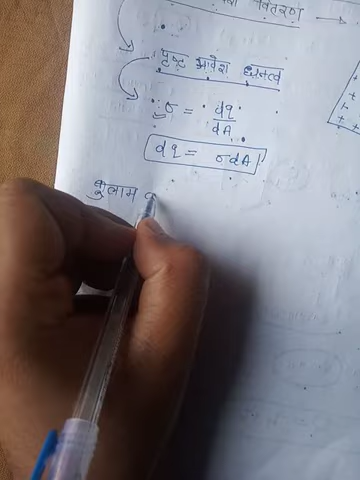 वितरण →
पृष्ठ आवेश घनत्व
∵ σ = dq/dA
dq = σdA
कुलाम